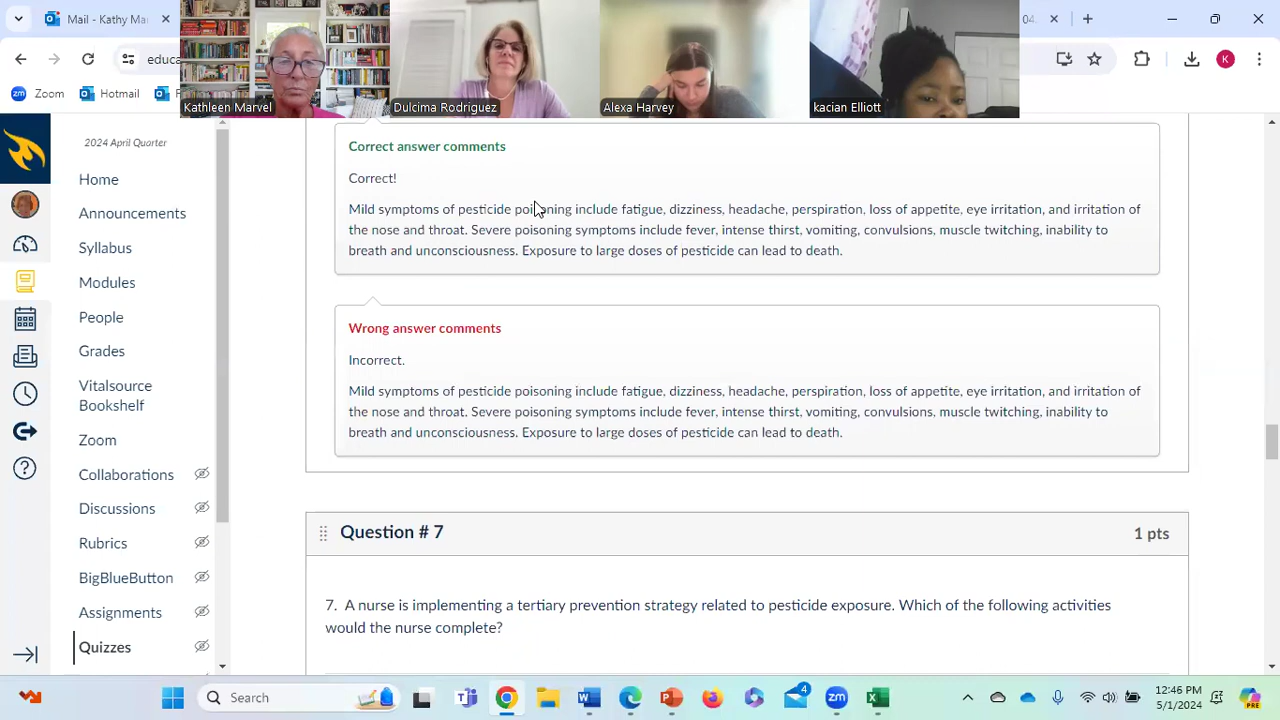 Mail - Kathy Ma
04
educa
K
Kathleen Marvel
Dulcima Rodriguez
Alexa Harvey
kacian Elliott
Zoom
Hotmail
2024 April Quarter
Home
Announcements
Syllabus
Modules
People
Grades
Vitalsource
Bookshelf
Zoom
Collaborations
Discussions
Rubrics
BigBlueButton
Assignments
Quizzes
Correct answer comments
Correct!
Mild symptoms of pesticide poisoning include fatigue, dizziness, headache, perspiration, loss of appetite, eye irritation, and irritation of
the nose and throat. Severe poisoning symptoms include fever, intense thirst, vomiting, convulsions, muscle twitching, inability to
breath and unconsciousness. Exposure to large doses of pesticide can lead to death.
Wrong answer comments
Incorrect.
Mild symptoms of pesticide poisoning include fatigue, dizziness, headache, perspiration, loss of appetite, eye irritation, and irritation of
the nose and throat. Severe poisoning symptoms include fever, intense thirst, vomiting, convulsions, muscle twitching, inability to
breath and unconsciousness. Exposure to large doses of pesticide can lead to death.
Question # 7
1 pts
7. A nurse is implementing a tertiary prevention strategy related to pesticide exposure. Which of the following activities
would the nurse complete?
Search
4
12:46 PM
5/1/2024
PRE